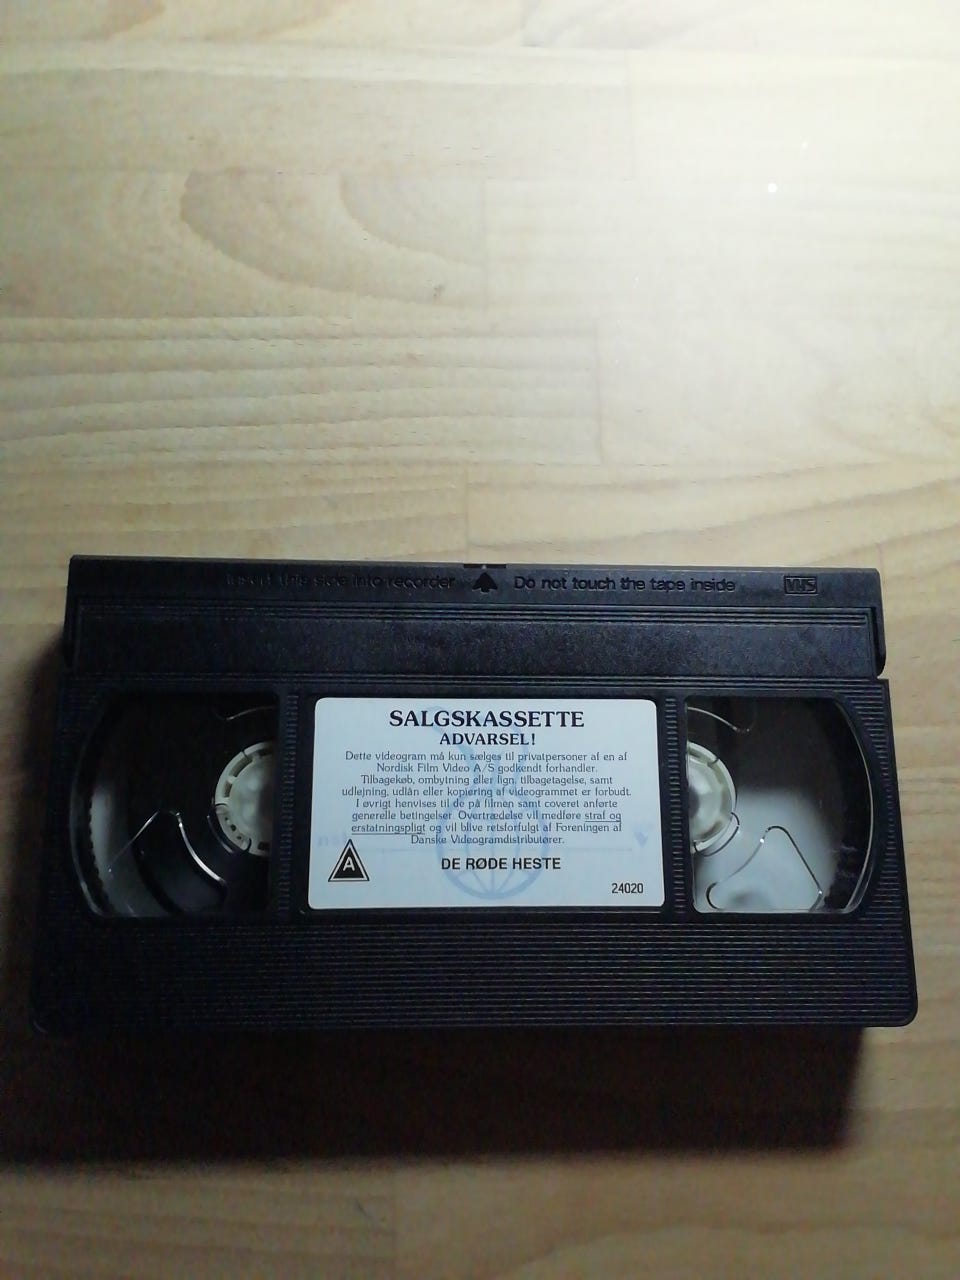 Insert this side into recorder Do not touch the tape inside VHS
SALGSKASSETTE
ADVARSEL!
Dette videogram må kun sælges til privatpersoner af en af
Nordisk Film Video A/S godkendt forhandler.
Tilbagekøb, ombytning eller lign. tilbagetagelse, samt
udlejning, udlån eller kopiering af videogrammet er forbudt.
I øvrigt henvises til de på filmen samt coveret anførte
generelle betingelser. Overtrædelse vil medføre straf og
erstatningspligt og vil blive retsforfulgt af Foreningen af
Danske Videogramdistributører.
A
DE RØDE HESTE
24020